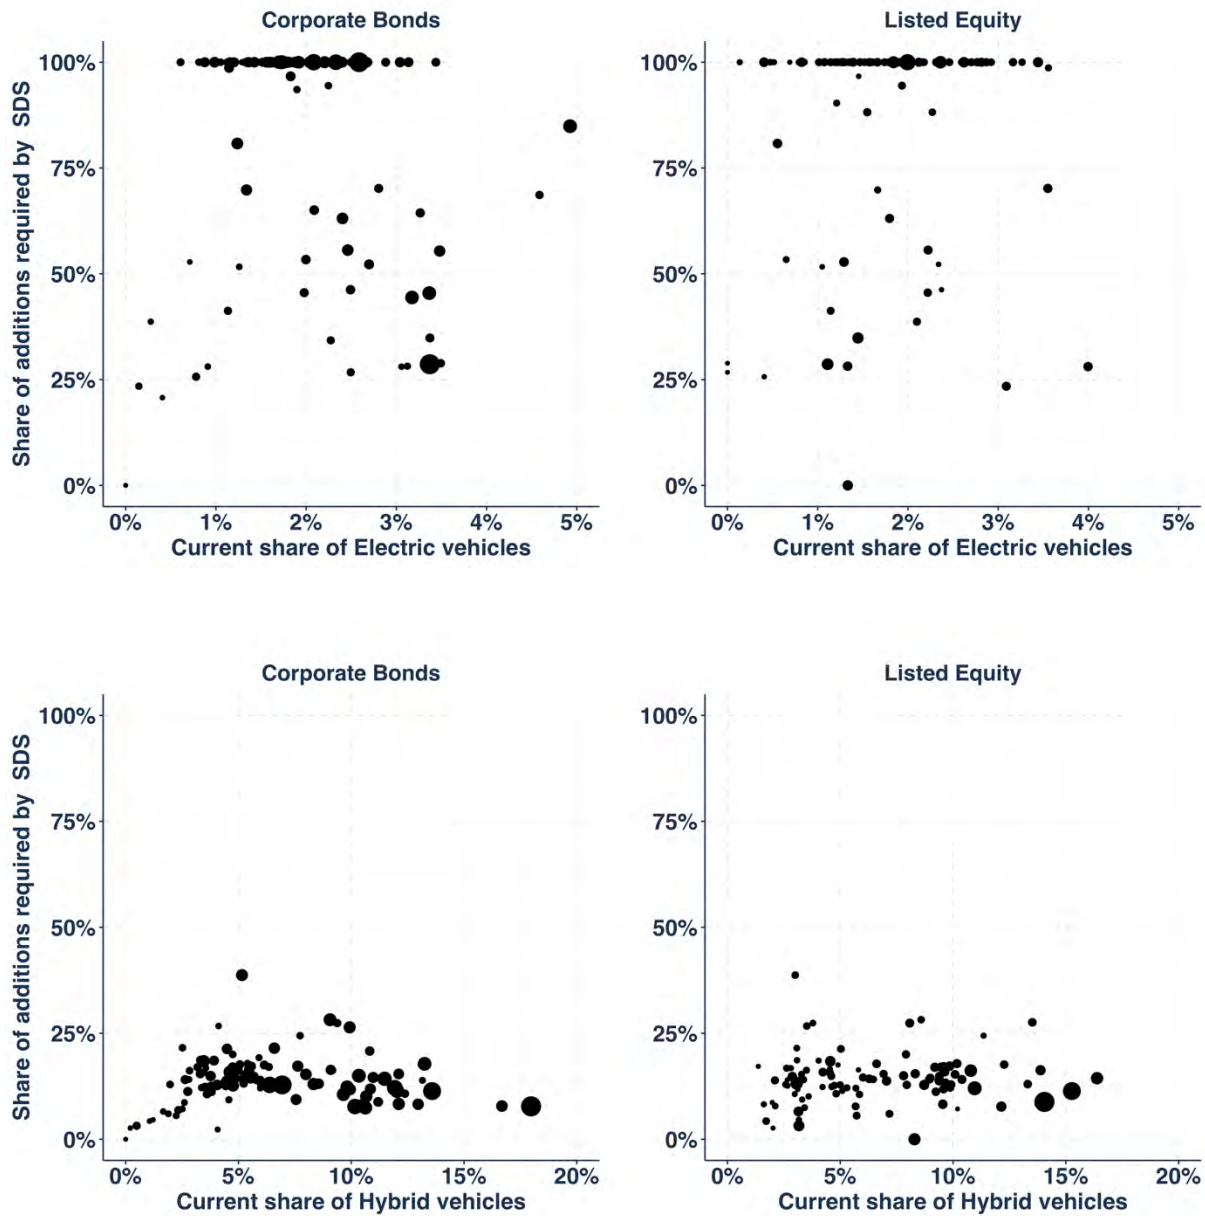 Corporate Bonds
Listed Equity
Share of additions required by SDS
100%
75%
50%
25%
0%
0% 1% 2% 3% 4% 5%
Current share of Electric vehicles
100%
75%
50%
25%
0%
0% 1% 2% 3% 4% 5%
Current share of Electric vehicles
Corporate Bonds
Listed Equity
Share of additions required by SDS
100%
75%
50%
25%
0%
0% 5% 10% 15% 20%
Current share of Hybrid vehicles
100%
75%
50%
25%
0%
0% 5% 10% 15% 20%
Current share of Hybrid vehicles